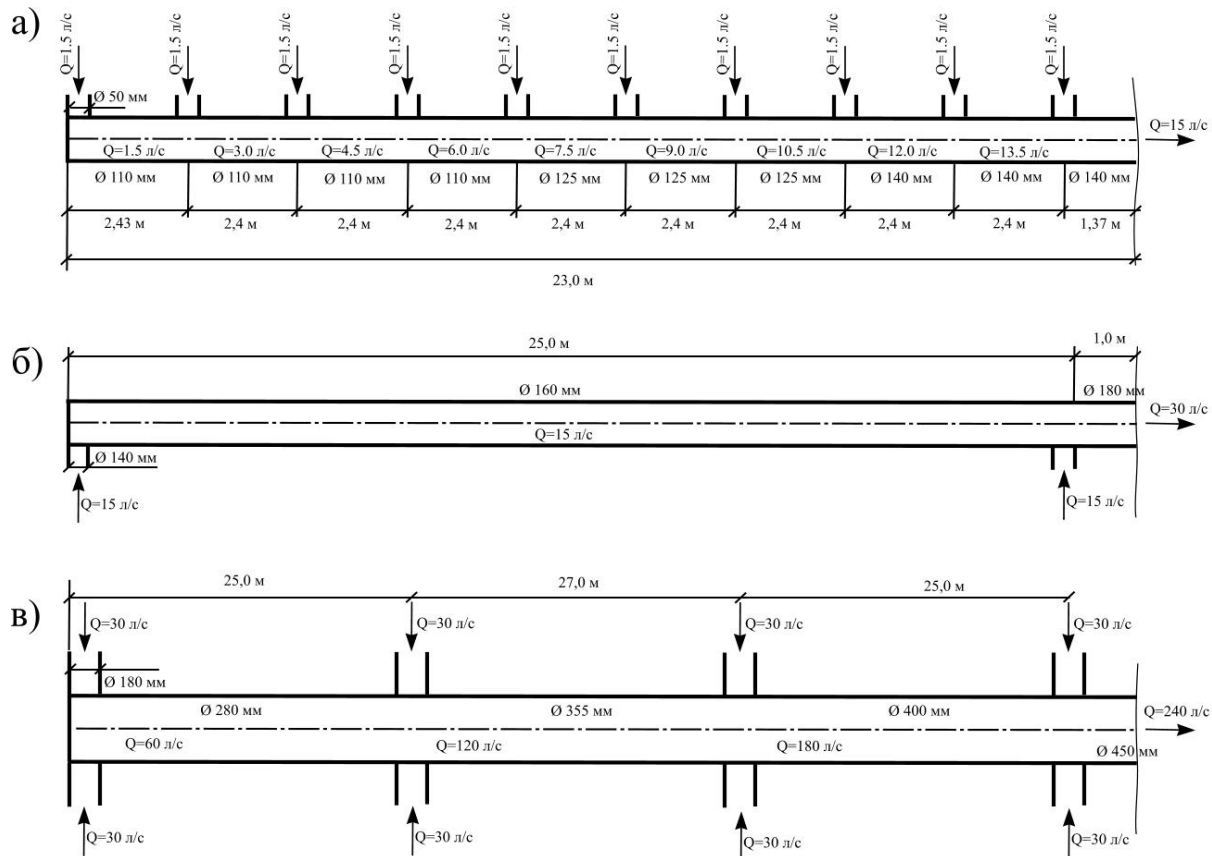 а)
Q=1.5 л/с Q=1.5 л/с Q=1.5 л/с Q=1.5 л/с Q=1.5 л/с Q=1.5 л/с Q=1.5 л/с Q=1.5 л/с Q=1.5 л/с Q=1.5 л/с
Ø 50 мм
Q=15 л/с
Q=1.5 л/с Q=3.0 л/с Q=4.5 л/с Q=6.0 л/с Q=7.5 л/с Q=9.0 л/с Q=10.5 л/с Q=12.0 л/с Q=13.5 л/с
Ø 110 мм Ø 110 мм Ø 110 мм Ø 110 мм Ø 125 мм Ø 125 мм Ø 125 мм Ø 140 мм Ø 140 мм Ø 140 мм
2,43 м 2,4 м 2,4 м 2,4 м 2,4 м 2,4 м 2,4 м 2,4 м 2,4 м 1,37 м
23,0 м
б)
25,0 м 1,0 м
Ø 160 мм Ø 180 мм
Q=30 л/с
Q=15 л/с
Ø 140 мм
Q=15 л/с Q=15 л/с
в)
25,0 м 27,0 м 25,0 м
Q=30 л/с Q=30 л/с Q=30 л/с Q=30 л/с
Ø 180 мм
Ø 280 мм Ø 355 мм Ø 400 мм Q=240 л/с
Q=60 л/с Q=120 л/с Q=180 л/с Ø 450 мм
Q=30 л/с Q=30 л/с Q=30 л/с Q=30 л/с